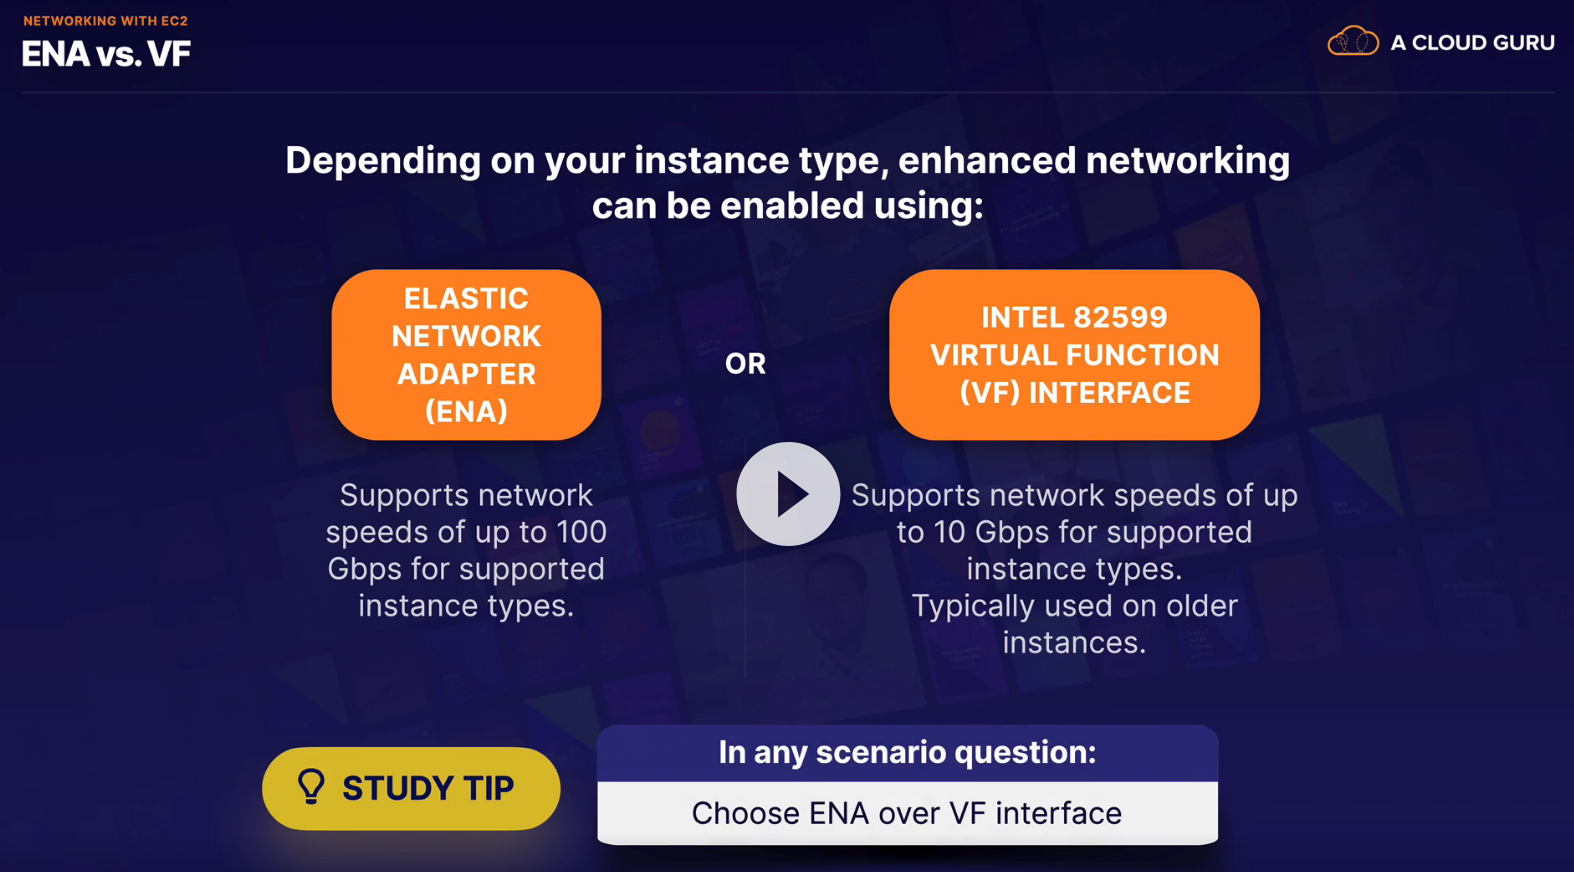 NETWORKING WITH EC2
ENA vs. VF
A CLOUD GURU
Depending on your instance type, enhanced networking
can be enabled using:
ELASTIC
NETWORK
ADAPTER
(ENA)
OR
INTEL 82599
VIRTUAL FUNCTION
(VF) INTERFACE
Supports network
speeds of up to 100
Gbps for supported
instance types.
Supports network speeds of up
to 10 Gbps for supported
instance types.
Typically used on older
instances.
STUDY TIP
In any scenario question:
Choose ENA over VF interface